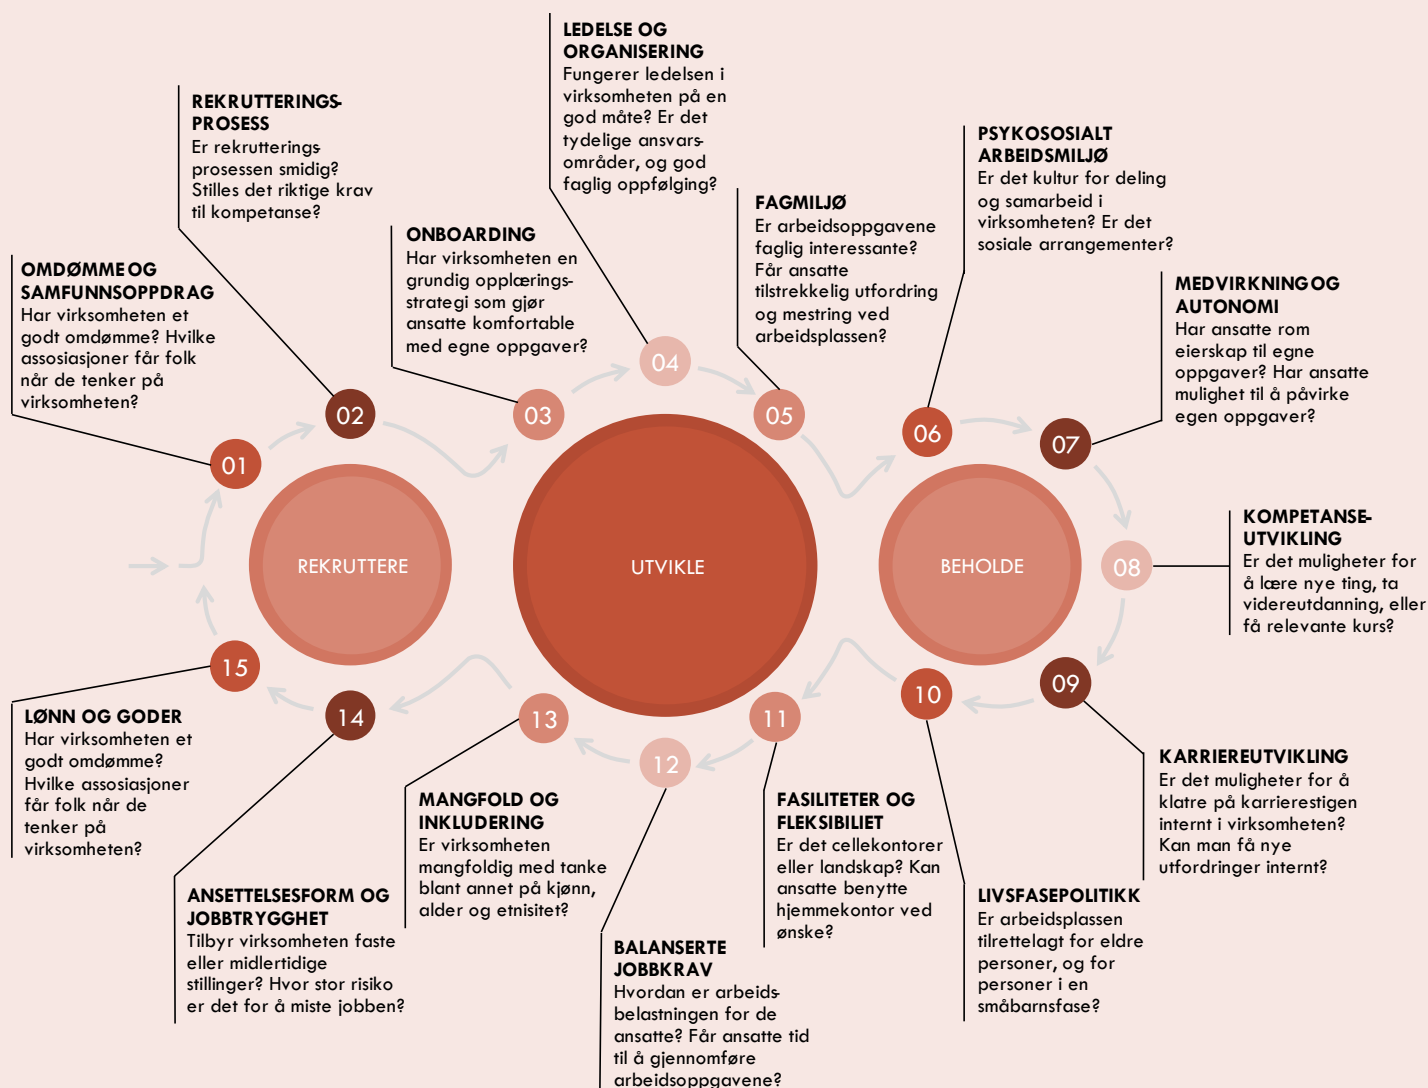 OMDØMME OG
SAMFUNNSOPPDRAG
Har virksomheten et
godt omdømme? Hvilke
assosiasjoner får folk
når de tenker på
virksomheten?
01
REKRUTTERINGS-
PROSESS
Er rekrutterings-
prosessen smidig?
Stilles det riktige krav
til kompetanse?
02
ONBOARDING
Har virksomheten en
grundig opplærings-
strategi som gjør
ansatte komfortable
med egne oppgaver?
03
LEDELSE OG
ORGANISERING
Fungerer ledelsen i
virksomheten på en
god måte? Er det
tydelige ansvars-
områder, og god
faglig oppfølging?
04
FAGMILJØ
Er arbeidsoppgavene
faglig interessante?
Får ansatte
tilstrekkelig utfordring
og mestring ved
arbeidsplassen?
05
PSYKOSOSIALT
ARBEIDSMILJØ
Er det kultur for deling
og samarbeid i
virksomheten? Er det
sosiale arrangementer?
06
MEDVIRKNING OG
AUTONOMI
Har ansatte rom
eierskap til egne
oppgaver? Har ansatte
mulighet til å påvirke
egen oppgaver?
07
REKRUTTERE
UTVIKLE
BEHOLDE
KOMPETANSE-
UTVIKLING
Er det muligheter for
å lære nye ting, ta
videreutdanning, eller
få relevante kurs?
08
09
KARRIEREUTVIKLING
Er det muligheter for å
klatre på karrierestigen
internt i virksomheten?
Kan man få nye
utfordringer internt?
10
LIVSFASEPOLITIKK
Er arbeidsplassen
tilrettelagt for eldre
personer, og for
personer i en
småbarnsfase?
11
FASILITETER OG
FLEKSIBILIET
Er det cellekontorer
eller landskap? Kan
ansatte benytte
hjemmekontor ved
ønske?
12
BALANSERTE
JOBBKRAV
Hvordan er arbeids-
belastningen for de
ansatte? Får ansatte tid
til å gjennomføre
arbeidsoppgavene?
13
MANGFOLD OG
INKLUDERING
Er virksomheten
mangfoldig med tanke
blant annet på kjønn,
alder og etnisitet?
14
ANSETTELSESFORM OG
JOBBTRYGGHET
Tilbyr virksomheten faste
eller midlertidige
stillinger? Hvor stor risiko
er det for å miste jobben?
15
LØNN OG GODER
Har virksomheten et
godt omdømme?
Hvilke assosiasjoner
får folk når de
tenker på
virksomheten?